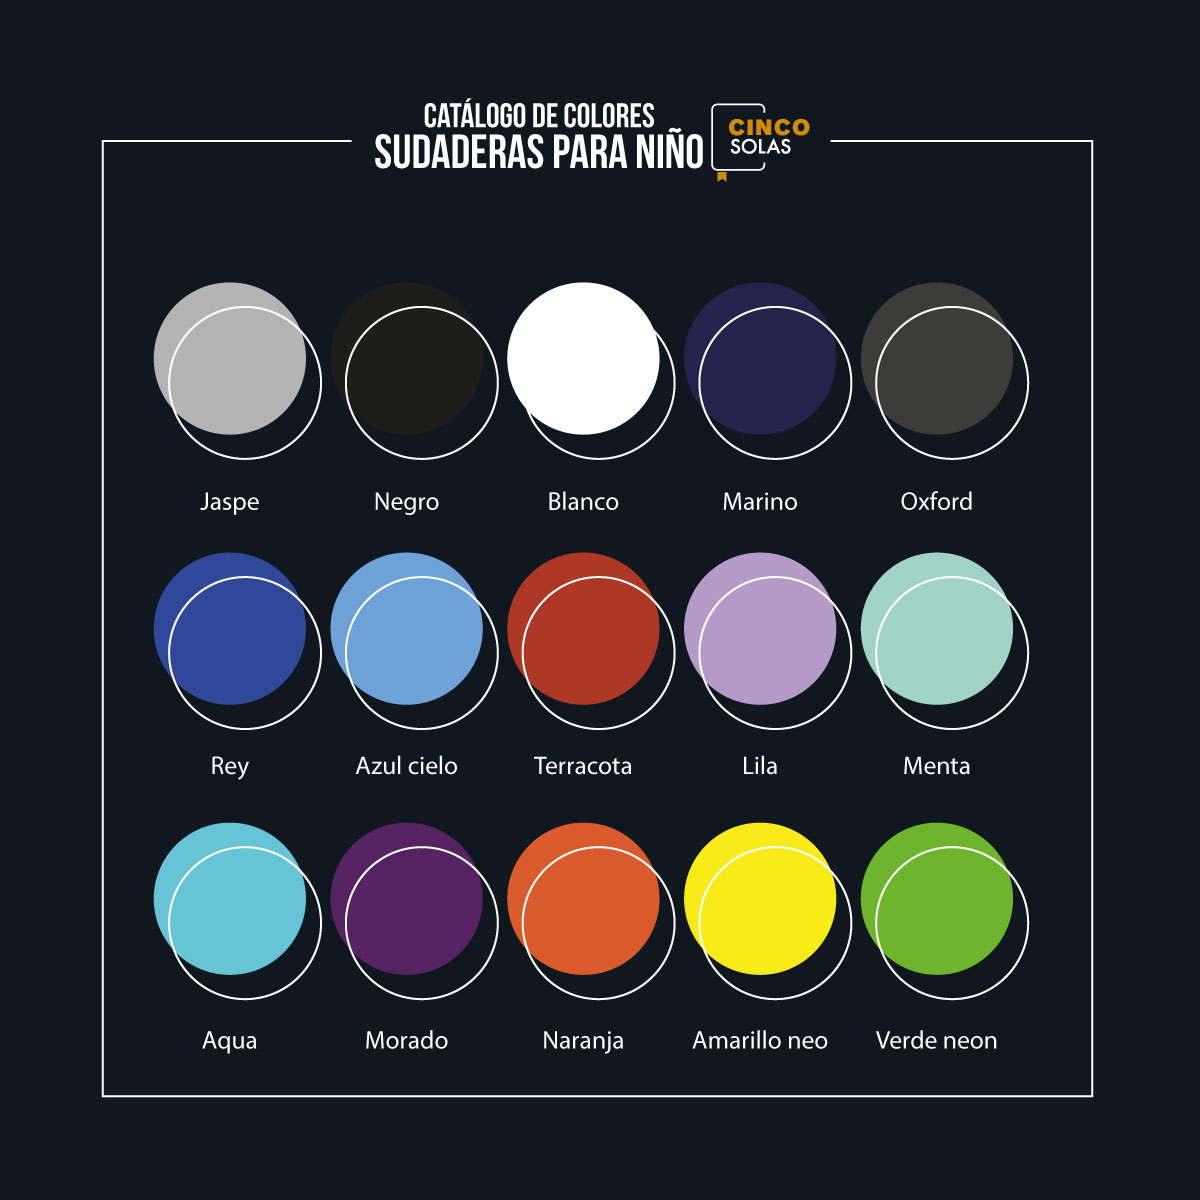 CATÁLOGO DE COLORES
SUDADERAS PARA NIÑO
CINCO
SOLAS
Jaspe
Negro
Blanco
Marino
Oxford
Rey
Azul cielo
Terracota
Lila
Menta
Aqua
Morado
Naranja
Amarillo neo
Verde neon